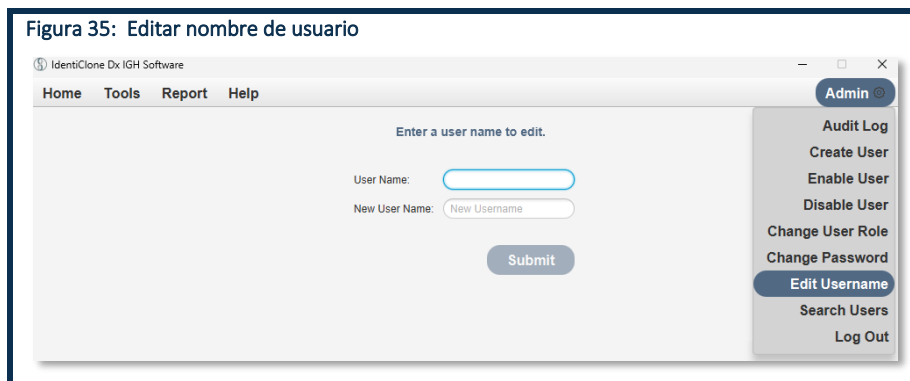 Figura 35: Editar nombre de usuario
IdentiClone Dx IGH Software
Home Tools Report Help Admin
Enter a user name to edit.
User Name:
New User Name: New Username
Submit
Audit Log
Create User
Enable User
Disable User
Change User Role
Change Password
Edit Username
Search Users
Log Out